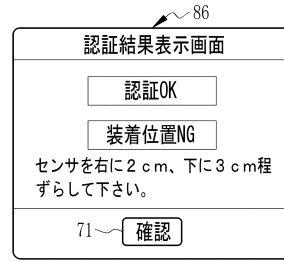 86
認証結果表示画面
認証OK
装着位置NG
センサを右に2cm、下に3cm程
ずらして下さい。
71 確認